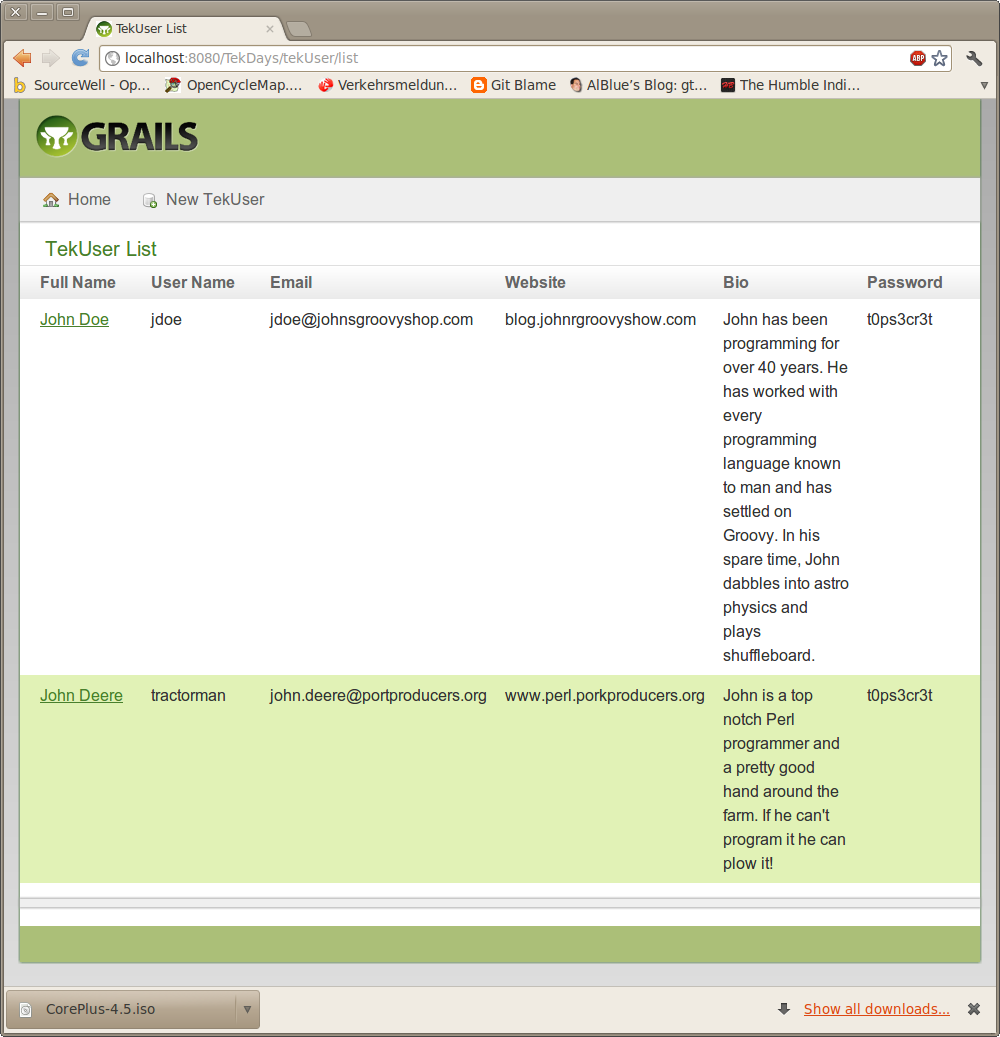 TekUser List
localhost:8080/TekDays/tekUser/list
ABP
SourceWell - Op... OpenCycleMap.... Verkehrsmeldun... Git Blame AlBlue's Blog: gt... The Humble Indi...
GRAILS
Home New TekUser
TekUser List
Full Name User Name Email Website Bio Password
John Doe jdoe jdoe@johnsgroovyshop.com blog.johnrgroovyshow.com John has been t0ps3cr3t
programming for
over 40 years. He
has worked with
every
programming
language known
to man and has
settled on
Groovy. In his
spare time, John
dabbles into astro
physics and
plays
shuffleboard.
John Deere tractorman john.deere@portproducers.org www.perl.porkproducers.org John is a top t0ps3cr3t
notch Perl
programmer and
a pretty good
hand around the
farm. If he can't
program it he can
plow it!
CorePlus-4.5.iso Show all downloads...